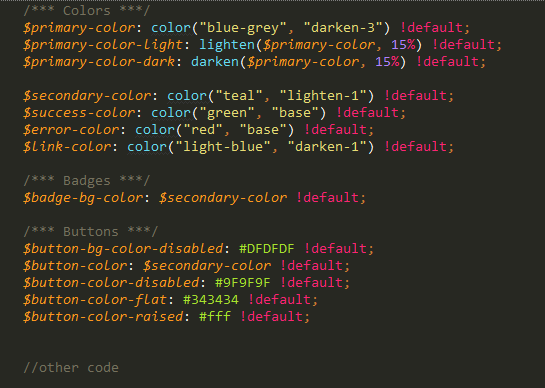 /*** Colors ***/
$primary-color: color("blue-grey", "darken-3") !default;
$primary-color-light: lighten($primary-color, 15%) !default;
$primary-color-dark: darken($primary-color, 15%) !default;
$secondary-color: color("teal", "lighten-1") !default;
$success-color: color("green", "base") !default;
$error-color: color("red", "base") !default;
$link-color: color("light-blue", "darken-1") !default;
/*** Badges ***/
$badge-bg-color: $secondary-color !default;
/*** Buttons ***/
$button-bg-color-disabled: #DFDFDF !default;
$button-color: $secondary-color !default;
$button-color-disabled: #9F9F9F !default;
$button-color-flat: #343434 !default;
$button-color-raised: #fff !default;
//other code